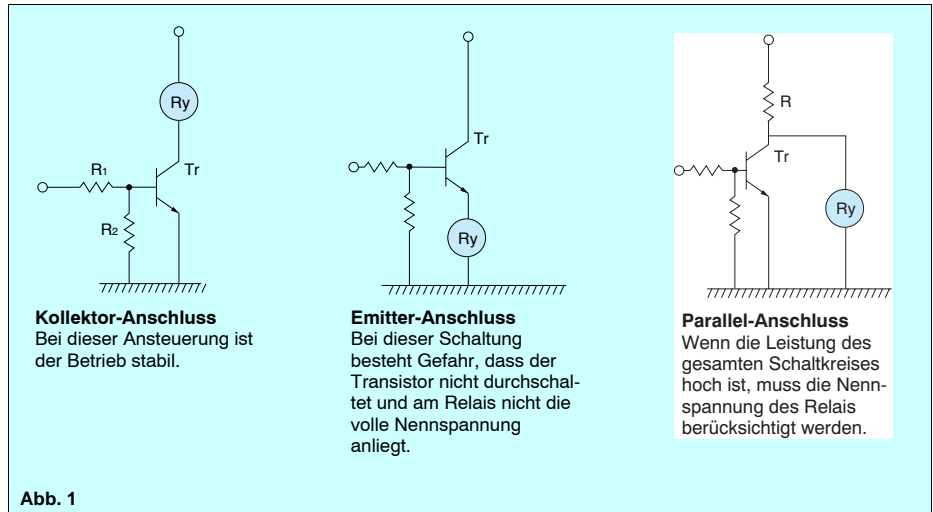 Ry
R1
Tr
R2
Kollektor-Anschluss
Bei dieser Ansteuerung ist
der Betrieb stabil.
Tr
Ry
Emitter-Anschluss
Bei dieser Schaltung
besteht Gefahr, dass der
Transistor nicht durchschal-
tet und am Relais nicht die
volle Nennspannung
anliegt.
R
Tr
Ry
Parallel-Anschluss
Wenn die Leistung des
gesamten Schaltkreises
hoch ist, muss die Nenn-
spannung des Relais
berücksichtigt werden.
Abb. 1